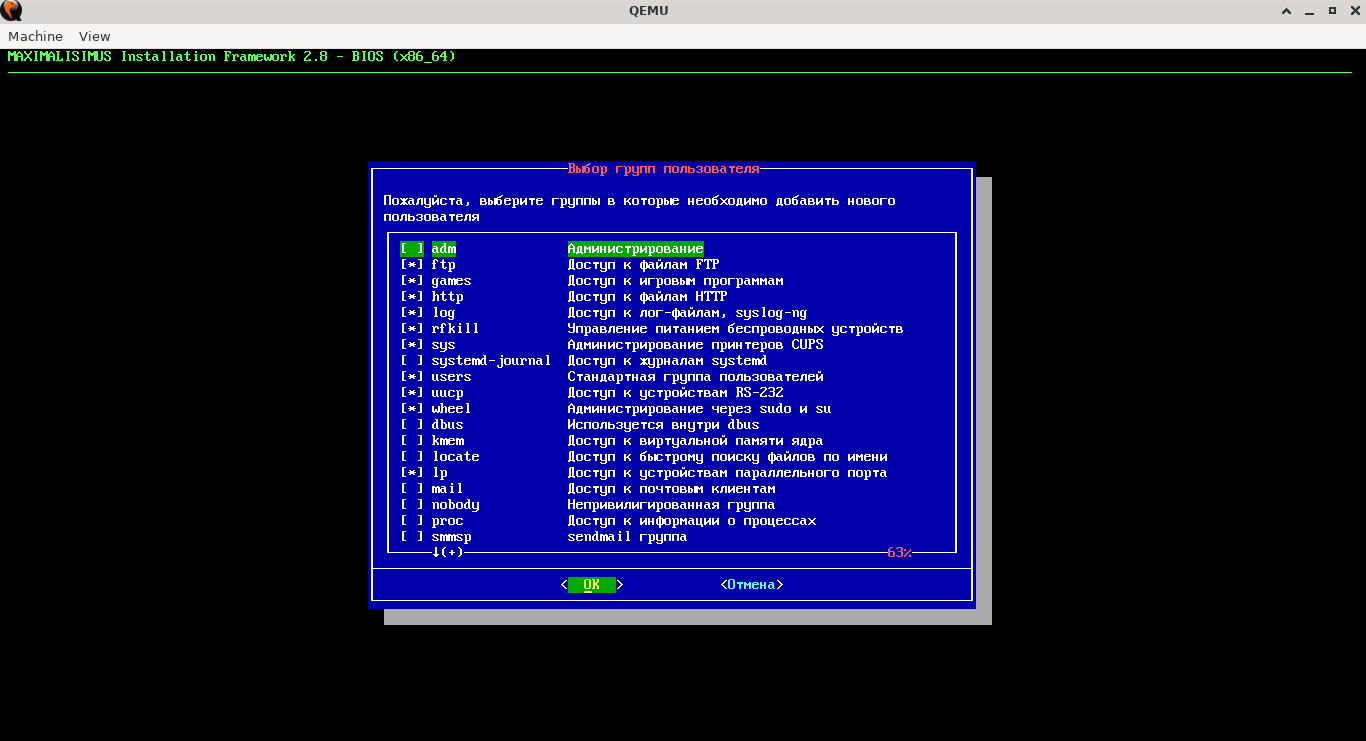 QEMU
Machine View
MAXIMALISIMUS Installation Framework 2.8 - BIOS (x86_64)
Выбор групп пользователя
Пожалуйста, выберите группы в которые необходимо добавить нового
пользователя
[ ] adm Администрирование
[*] ftp Доступ к файлам FTP
[*] games Доступ к игровым программам
[*] http Доступ к файлам HTTP
[*] log Доступ к лог-файлам, syslog-ng
[*] rfkill Управление питанием беспроводных устройств
[*] sys Администрирование принтеров CUPS
[ ] systemd-journal Доступ к журналам systemd
[*] users Стандартная группа пользователей
[*] uucp Доступ к устройствам RS-232
[*] wheel Администрирование через sudo и su
[ ] dbus Используется внутри dbus
[ ] kmem Доступ к виртуальной памяти ядра
[ ] locate Доступ к быстрому поиску файлов по имени
[*] lp Доступ к устройствам параллельного порта
[ ] mail Доступ к почтовым клиентам
[ ] nobody Непривилигированная группа
[ ] proc Доступ к информации о процессах
[ ] smmsp sendmail группа
↓(+) 63%
< OK > <Отмена>